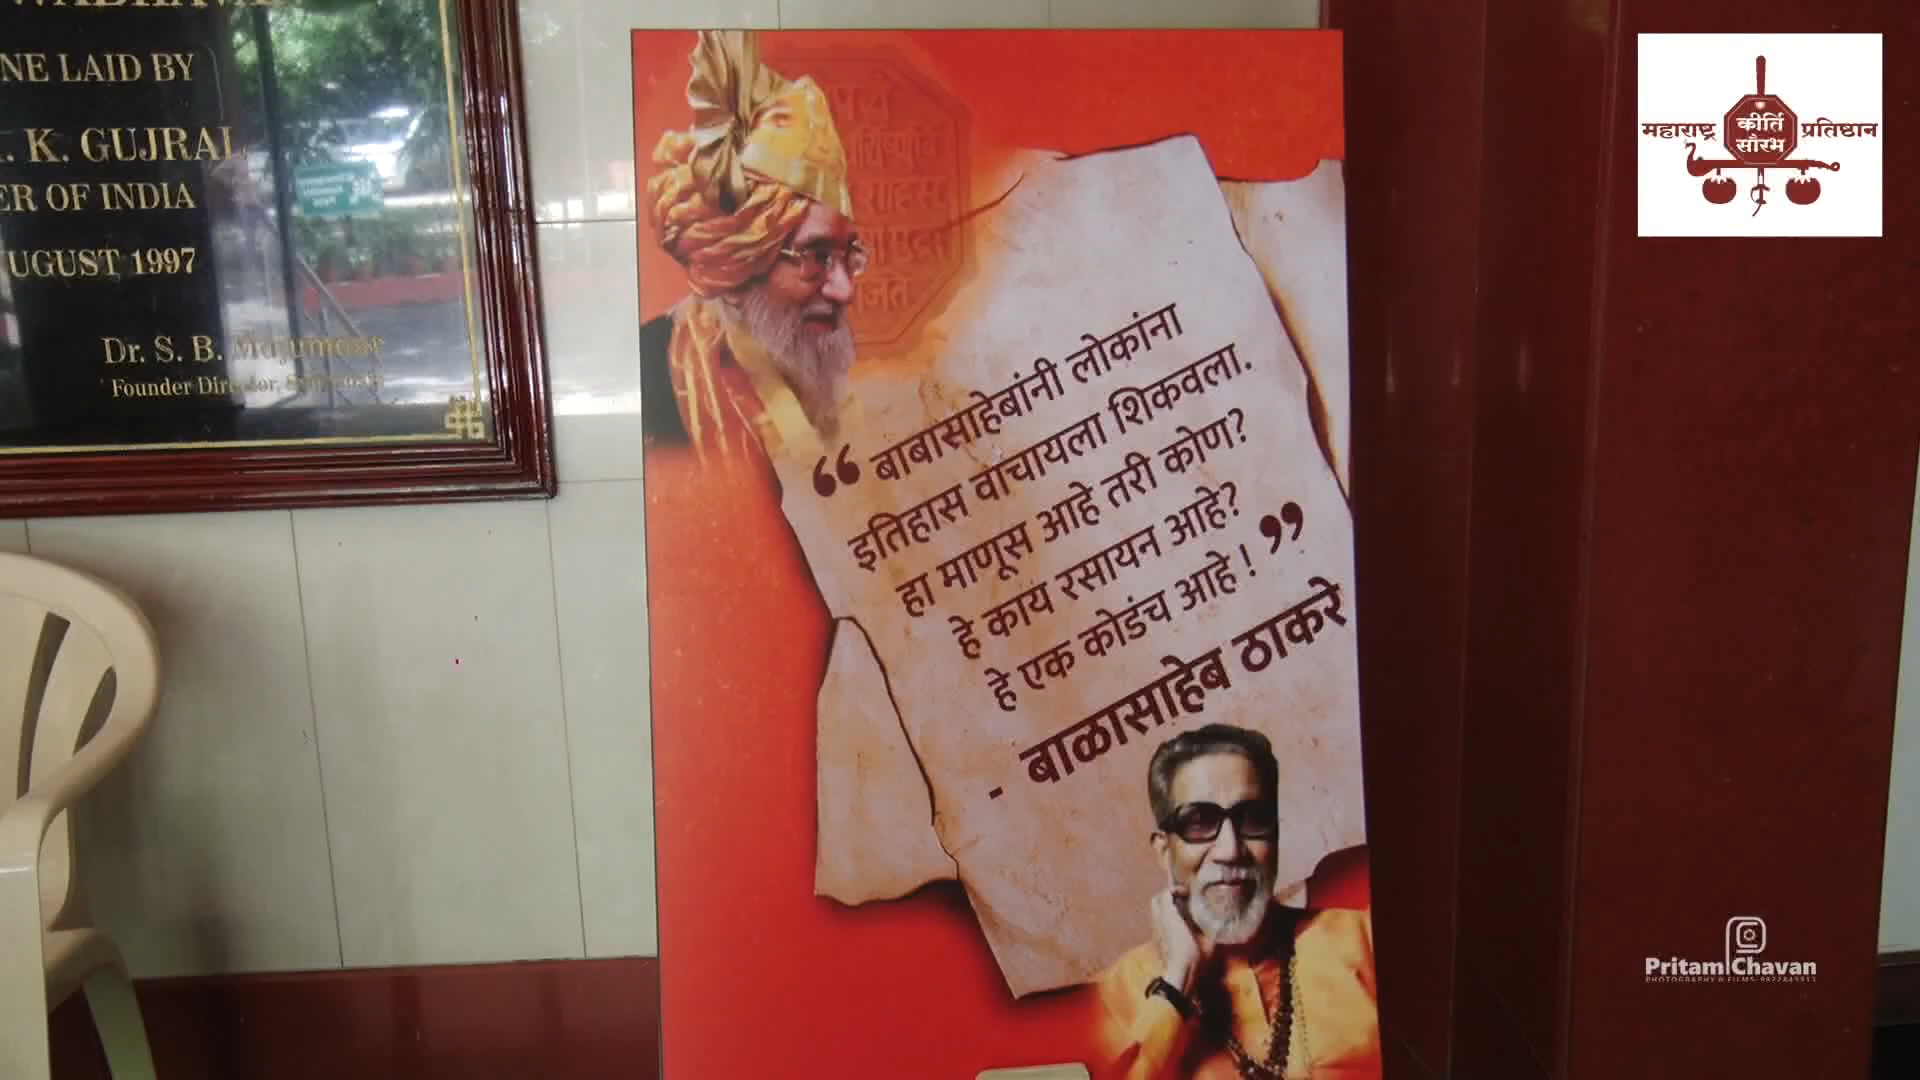 NE LAID BY
K. GUJRAL
ER OF INDIA
UGUST 1997
Dr. S. B. Mujumdar
Founder Director,
“ बाबासाहेबांनी लोकांना
इतिहास वाचायला शिकवला.
हा माणूस आहे तरी कोण?
हे काय रसायन आहे?
हे एक कोडंच आहे! ”
- बाळासाहेब ठाकरे
महाराष्ट्र कीर्ति सौरभ प्रतिष्ठान
Pritam Chavan